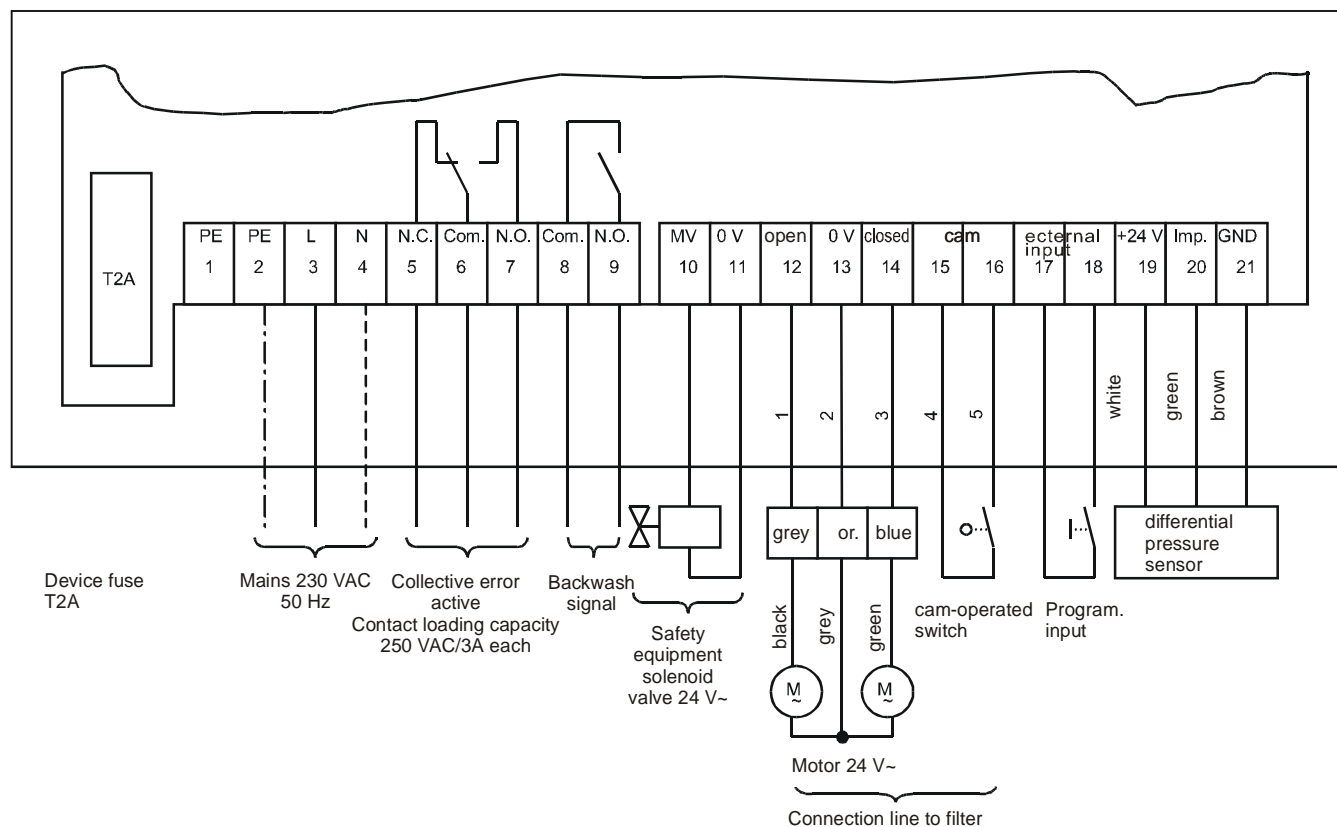 PE PE L N N.C. Com. N.O. Com. N.O. MV 0 V open 0 V closed cam ecternal input +24 V Imp. GND
1 2 3 4 5 6 7 8 9 10 11 12 13 14 15 16 17 18 19 20 21
T2A
1
2
3
4
5
white
green
brown
grey or. blue
differential
pressure
sensor
Device fuse
T2A
Mains 230 VAC
50 Hz
Collective error
active
Contact loading capacity
250 VAC/3A each
Backwash
signal
Safety
equipment
solenoid
valve 24 V~
black
grey
green
M
~
M
~
cam-operated
switch
Program.
input
Motor 24 V~
Connection line to filter